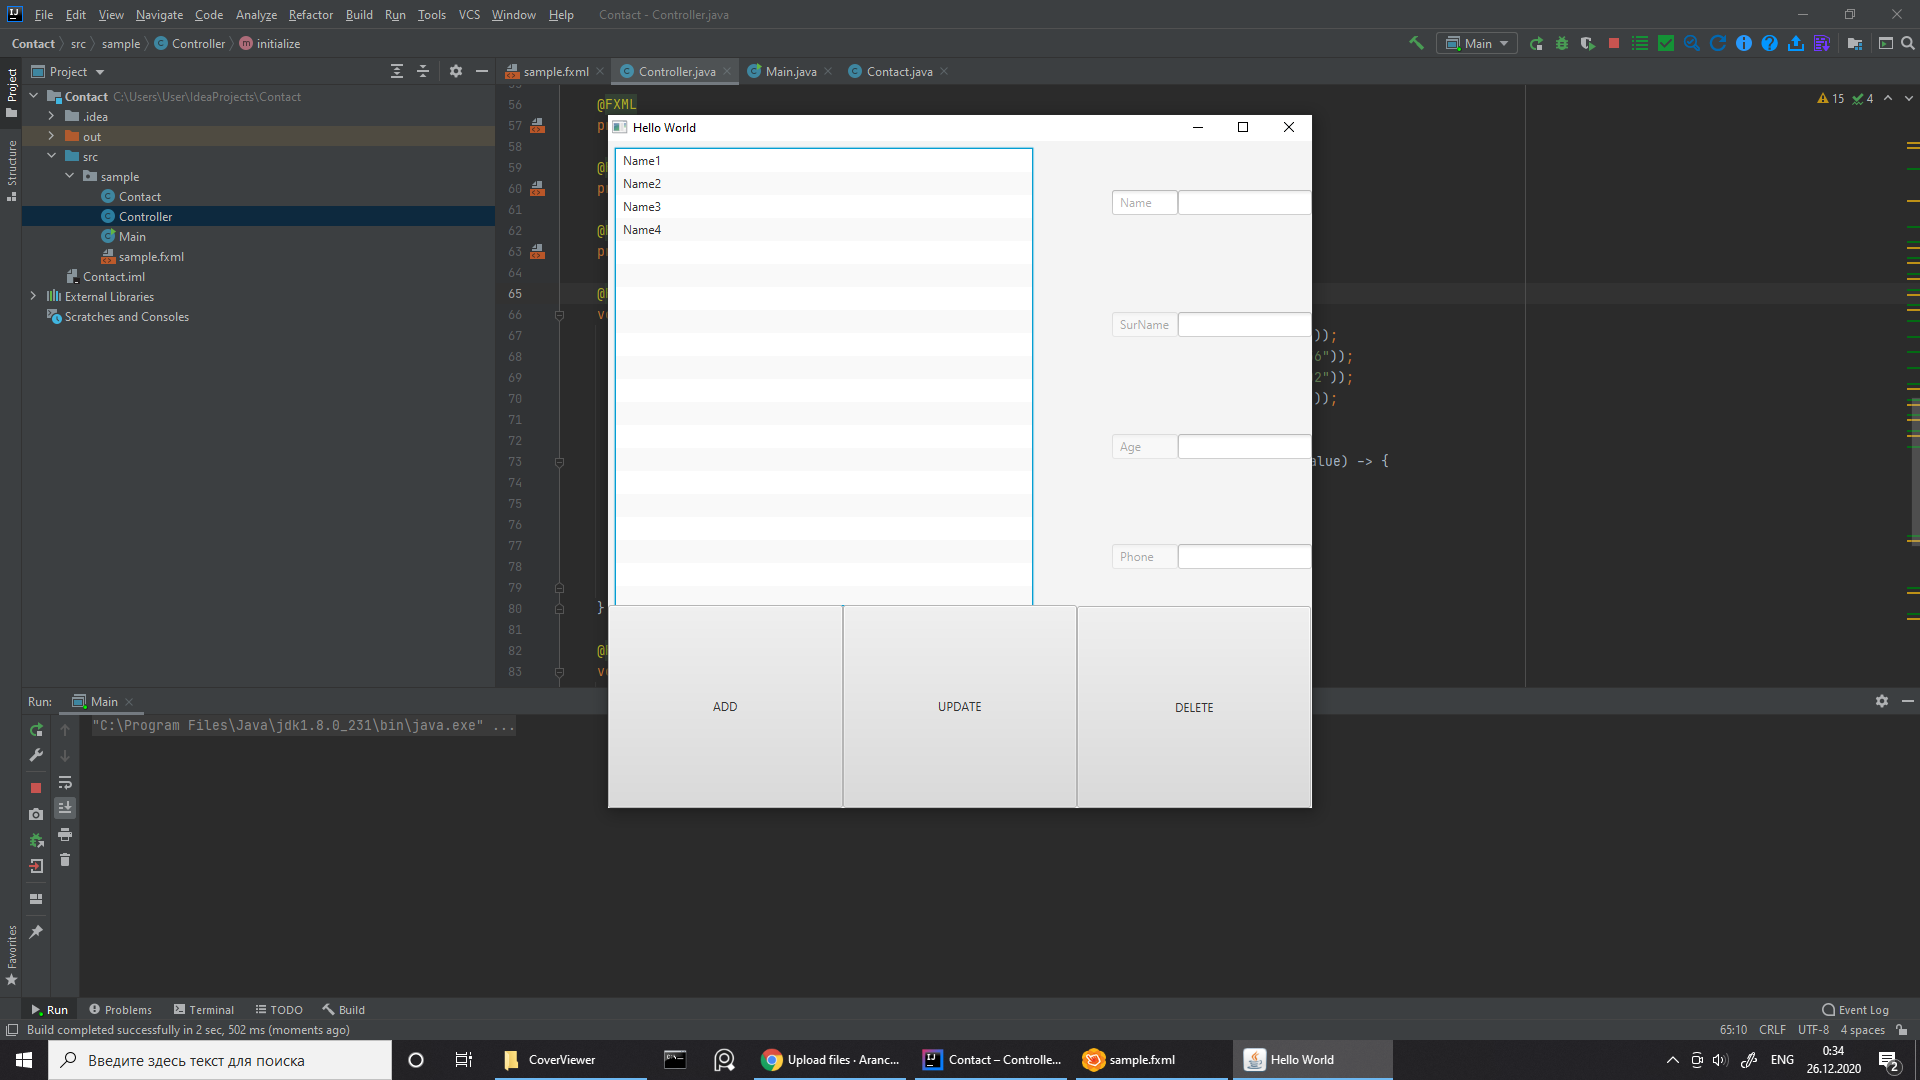 File Edit View Navigate Code Analyze Refactor Build Run Tools VCS Window Help Contact - Controller.java
Contact src sample Controller initialize
Main
Project
sample.fxml Controller.java Main.java Contact.java
Contact C:\Users\User\IdeaProjects\Contact
.idea
out
src
sample
Contact
Controller
Main
sample.fxml
Contact.iml
External Libraries
Scratches and Consoles
Project
Structure
Favorites
15 4
56 @FXML
57
58
59
60
61
62
63
64
65
66
67 ));
68 6"));
69 2"));
70 ));
71
72
73 alue) -> {
74
75
76
77
78
79
80 }
81
82
83
Hello World
Name1
Name2
Name3
Name4
Name
SurName
Age
Phone
ADD UPDATE DELETE
Run: Main
"C:\Program Files\Java\jdk1.8.0_231\bin\java.exe" ...
Run Problems Terminal TODO Build Event Log
Build completed successfully in 2 sec, 502 ms (moments ago) 65:10 CRLF UTF-8 4 spaces
Введите здесь текст для поиска
CoverViewer
Upload files · Aranc...
Contact – Controlle...
sample.fxml
Hello World
ENG
0:34
26.12.2020
2